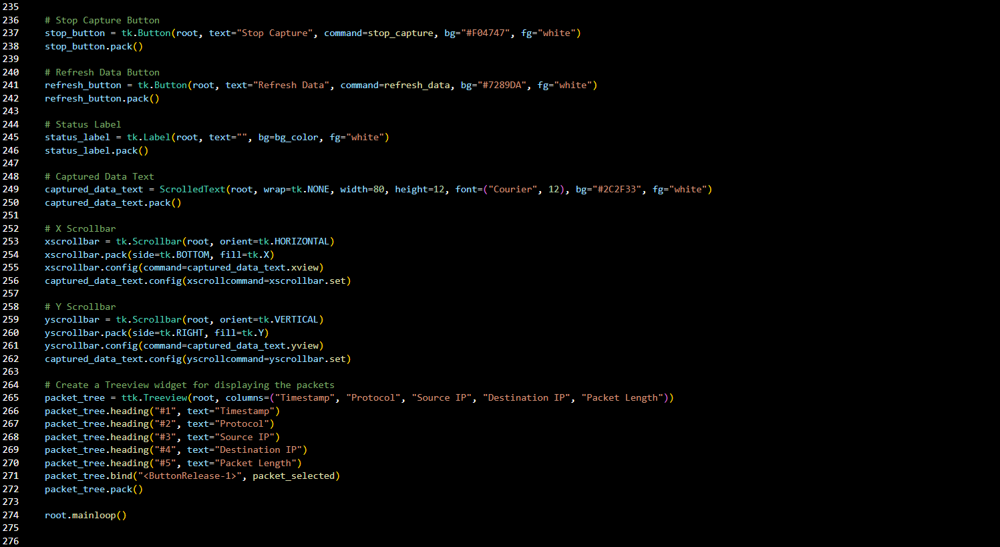 235
236 # Stop Capture Button
237 stop_button = tk.Button(root, text="Stop Capture", command=stop_capture, bg="#F04747", fg="white")
238 stop_button.pack()
239
240 # Refresh Data Button
241 refresh_button = tk.Button(root, text="Refresh Data", command=refresh_data, bg="#7289DA", fg="white")
242 refresh_button.pack()
243
244 # Status Label
245 status_label = tk.Label(root, text="", bg=bg_color, fg="white")
246 status_label.pack()
247
248 # Captured Data Text
249 captured_data_text = ScrolledText(root, wrap=tk.NONE, width=80, height=12, font=("Courier", 12), bg="#2C2F33", fg="white")
250 captured_data_text.pack()
251
252 # X Scrollbar
253 xscrollbar = tk.Scrollbar(root, orient=tk.HORIZONTAL)
254 xscrollbar.pack(side=tk.BOTTOM, fill=tk.X)
255 xscrollbar.config(command=captured_data_text.xview)
256 captured_data_text.config(xscrollcommand=xscrollbar.set)
257
258 # Y Scrollbar
259 yscrollbar = tk.Scrollbar(root, orient=tk.VERTICAL)
260 yscrollbar.pack(side=tk.RIGHT, fill=tk.Y)
261 yscrollbar.config(command=captured_data_text.yview)
262 captured_data_text.config(yscrollcommand=yscrollbar.set)
263
264 # Create a Treeview widget for displaying the packets
265 packet_tree = ttk.Treeview(root, columns=("Timestamp", "Protocol", "Source IP", "Destination IP", "Packet Length"))
266 packet_tree.heading("#1", text="Timestamp")
267 packet_tree.heading("#2", text="Protocol")
268 packet_tree.heading("#3", text="Source IP")
269 packet_tree.heading("#4", text="Destination IP")
270 packet_tree.heading("#5", text="Packet Length")
271 packet_tree.bind("<ButtonRelease-1>", packet_selected)
272 packet_tree.pack()
273
274 root.mainloop()
275
276